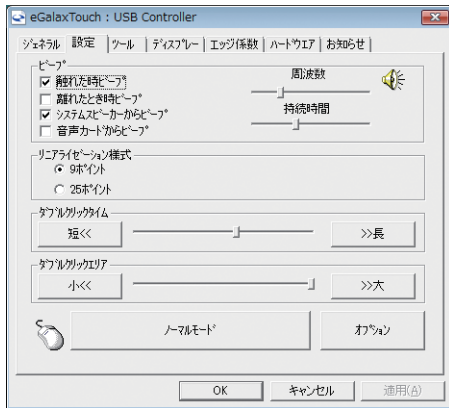 eGalaxTouch : USB Controller
ｼﾞｪﾈﾗﾙ 設定 ﾂｰﾙ ﾃﾞｨｽﾌﾟﾚｰ ｴｯｼﾞ係数 ﾊｰﾄﾞｳｴｱ お知らせ
ﾋﾞｰﾌﾟ
触れた時ﾋﾞｰﾌﾟ
離れたとき時ﾋﾞｰﾌﾟ
ｼｽﾃﾑｽﾋﾟｰｶｰからﾋﾞｰﾌﾟ
音声ｶｰﾄﾞからﾋﾞｰﾌﾟ
周波数
持続時間
ﾘﾆｱﾗｲｾﾞｰｼｮﾝ様式
9ﾎﾟｲﾝﾄ
25ﾎﾟｲﾝﾄ
ﾀﾞﾌﾞﾙｸﾘｯｸﾀｲﾑ
短<< >>長
ﾀﾞﾌﾞﾙｸﾘｯｸｴﾘｱ
小<< >>大
ﾉｰﾏﾙﾓｰﾄﾞ ｵﾌﾟｼｮﾝ
OK ｷｬﾝｾﾙ 適用(A)